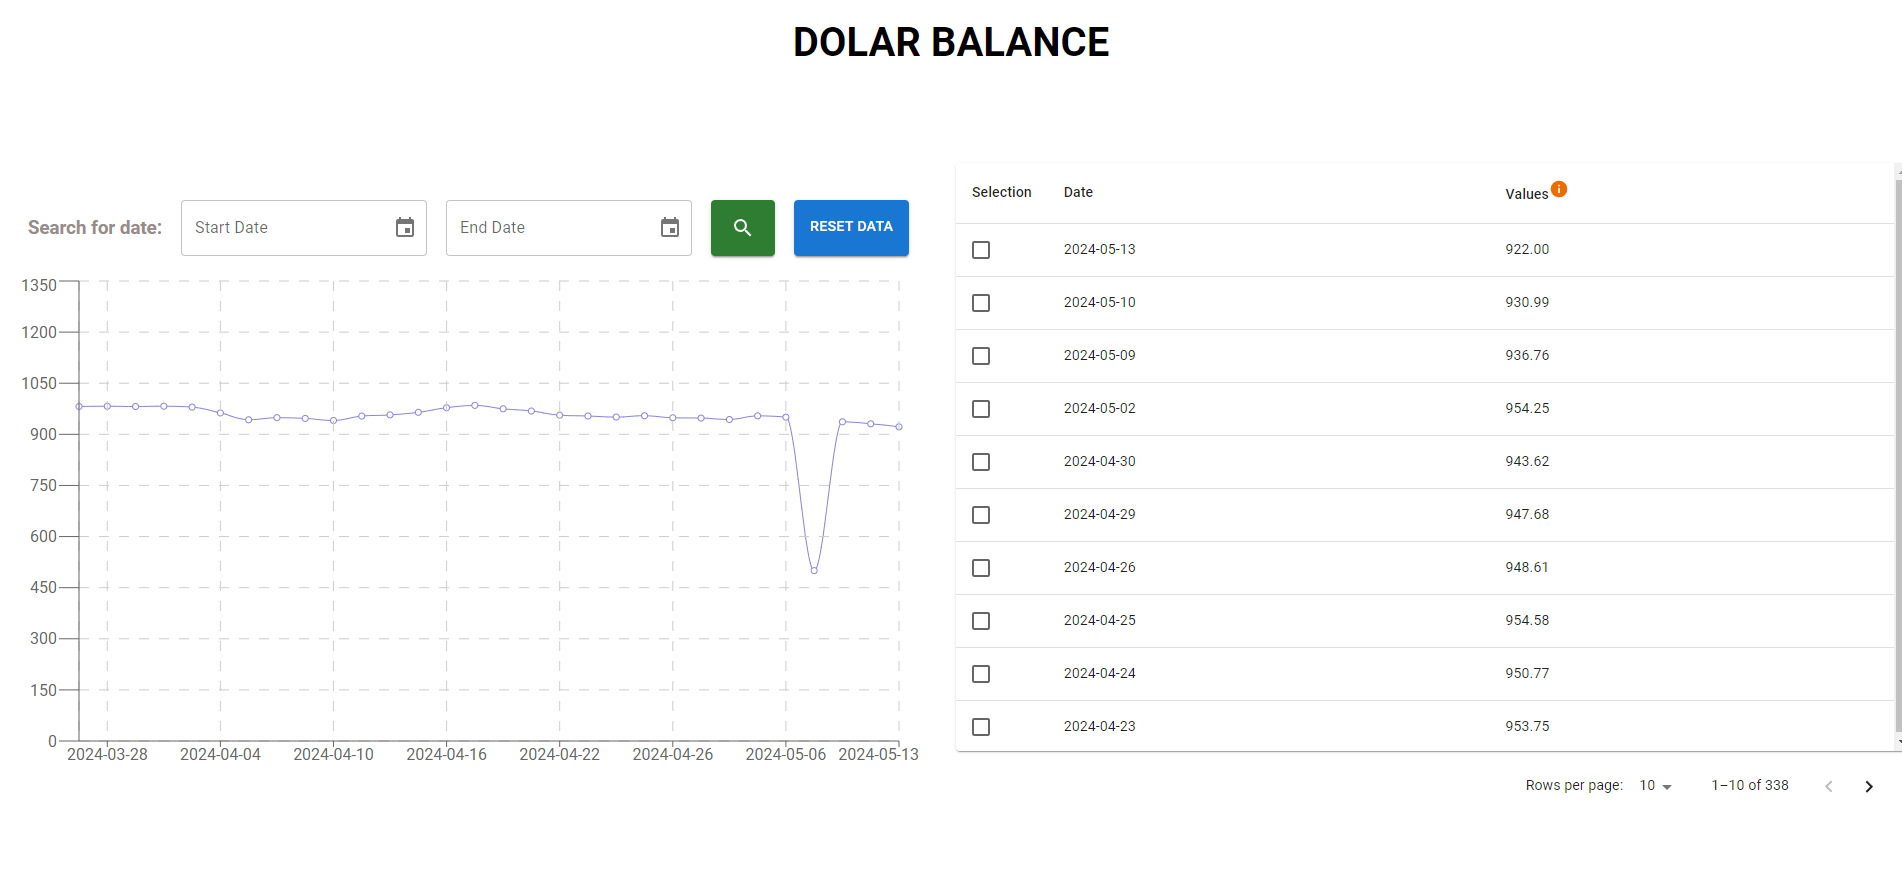 DOLAR BALANCE
Search for date:
Start Date
End Date
RESET DATA
1350
1200
1050
900
750
600
450
300
150
0
2024-03-28 2024-04-04 2024-04-10 2024-04-16 2024-04-22 2024-04-26 2024-05-06 2024-05-13
Selection Date Values
2024-05-13 922.00
2024-05-10 930.99
2024-05-09 936.76
2024-05-02 954.25
2024-04-30 943.62
2024-04-29 947.68
2024-04-26 948.61
2024-04-25 954.58
2024-04-24 950.77
2024-04-23 953.75
Rows per page: 10 1–10 of 338